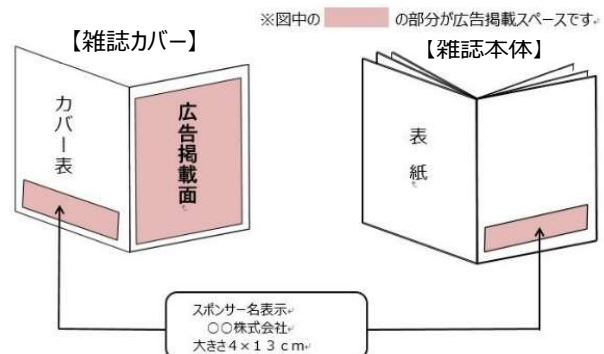 ※図中の の部分が広告掲載スペースです。
【雑誌カバー】
【雑誌本体】
カバー表
広告掲載面
表紙
スポンサー名表示
○○株式会社
大きさ4×13cm